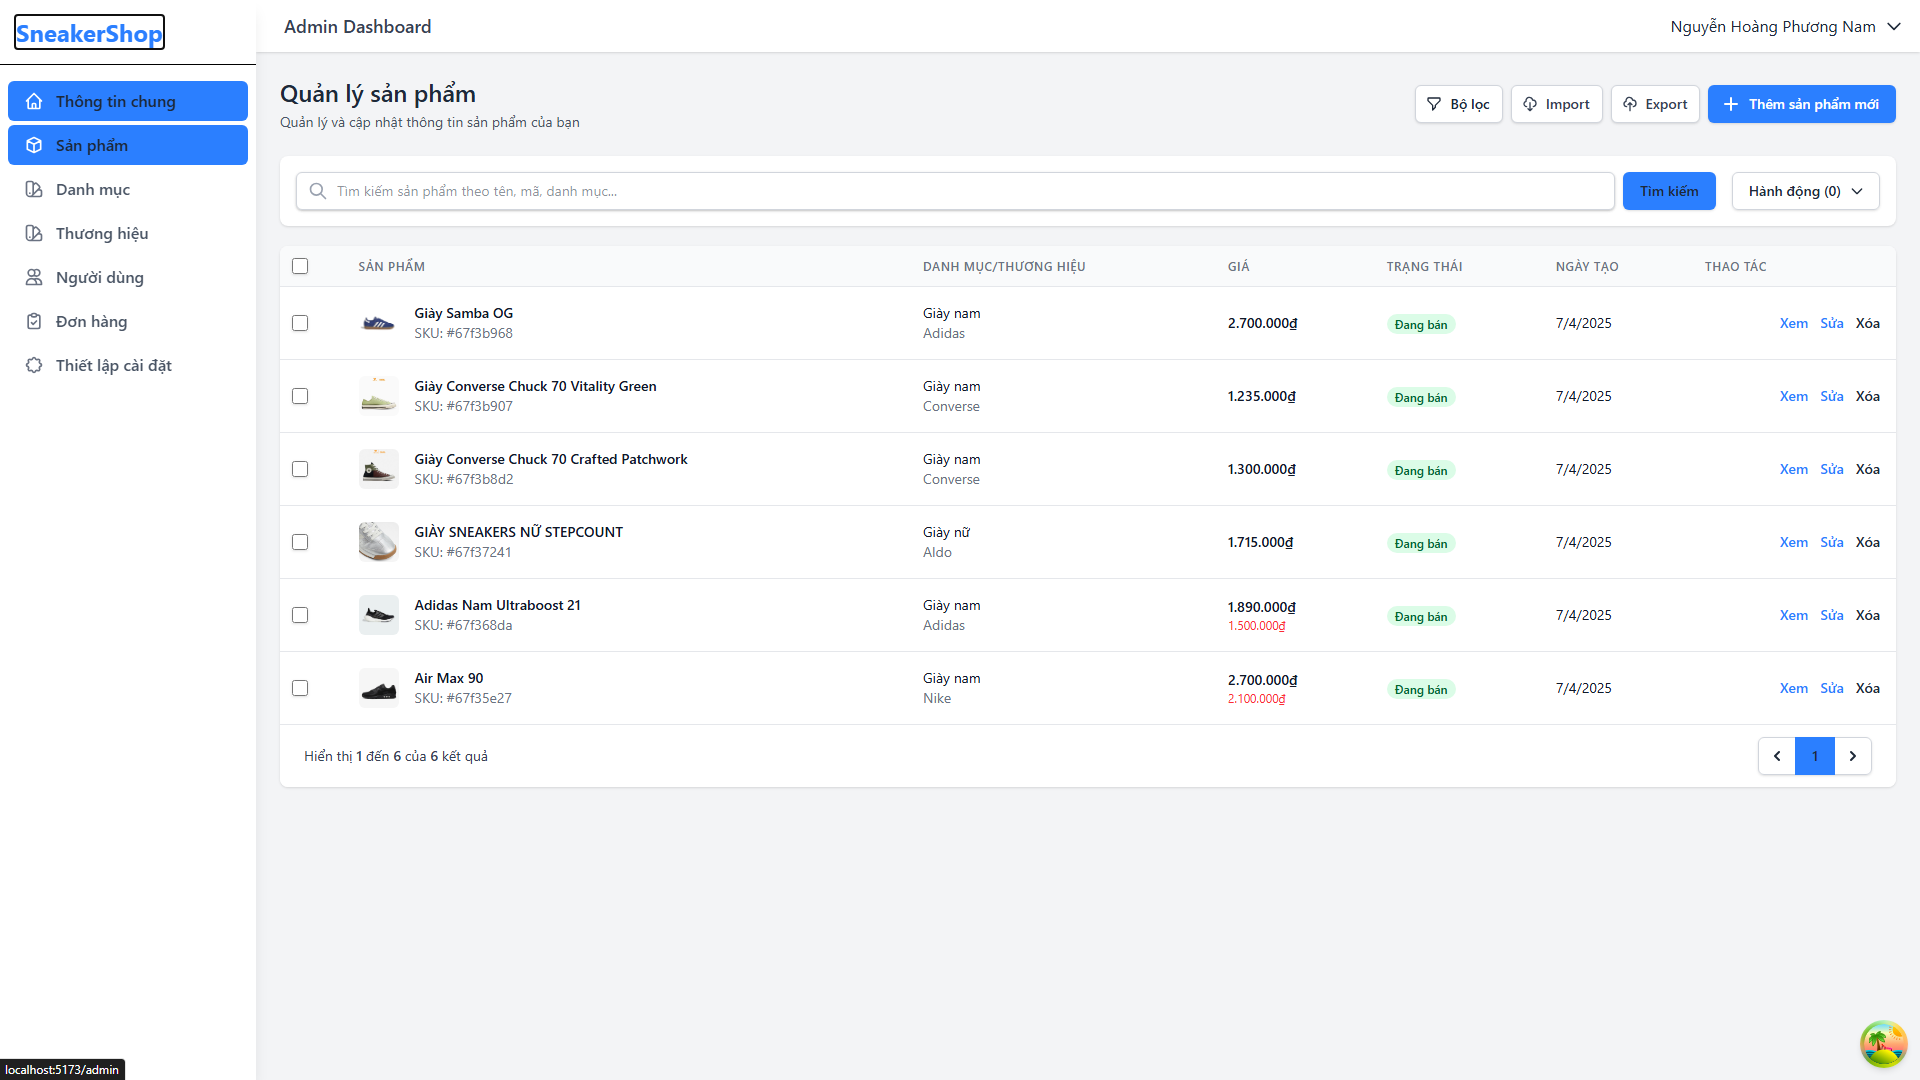 SneakerShop
Admin Dashboard
Nguyễn Hoàng Phương Nam
Thông tin chung
Sản phẩm
Danh mục
Thương hiệu
Người dùng
Đơn hàng
Thiết lập cài đặt
Quản lý sản phẩm
Quản lý và cập nhật thông tin sản phẩm của bạn
Bộ lọc
Import
Export
Thêm sản phẩm mới
Tìm kiếm sản phẩm theo tên, mã, danh mục...
Tìm kiếm
Hành động (0)
SẢN PHẨM DANH MỤC/THƯƠNG HIỆU GIÁ TRẠNG THÁI NGÀY TẠO THAO TÁC
Giày Samba OG
SKU: #67f3b968
Giày nam
Adidas
2.700.000₫
Đang bán
7/4/2025
Xem Sửa Xóa
Giày Converse Chuck 70 Vitality Green
SKU: #67f3b907
Giày nam
Converse
1.235.000₫
Đang bán
7/4/2025
Xem Sửa Xóa
Giày Converse Chuck 70 Crafted Patchwork
SKU: #67f3b8d2
Giày nam
Converse
1.300.000₫
Đang bán
7/4/2025
Xem Sửa Xóa
GIÀY SNEAKERS NỮ STEPCOUNT
SKU: #67f37241
Giày nữ
Aldo
1.715.000₫
Đang bán
7/4/2025
Xem Sửa Xóa
Adidas Nam Ultraboost 21
SKU: #67f368da
Giày nam
Adidas
1.890.000₫
1.500.000₫
Đang bán
7/4/2025
Xem Sửa Xóa
Air Max 90
SKU: #67f35e27
Giày nam
Nike
2.700.000₫
2.100.000₫
Đang bán
7/4/2025
Xem Sửa Xóa
Hiển thị 1 đến 6 của 6 kết quả
1
localhost:5173/admin